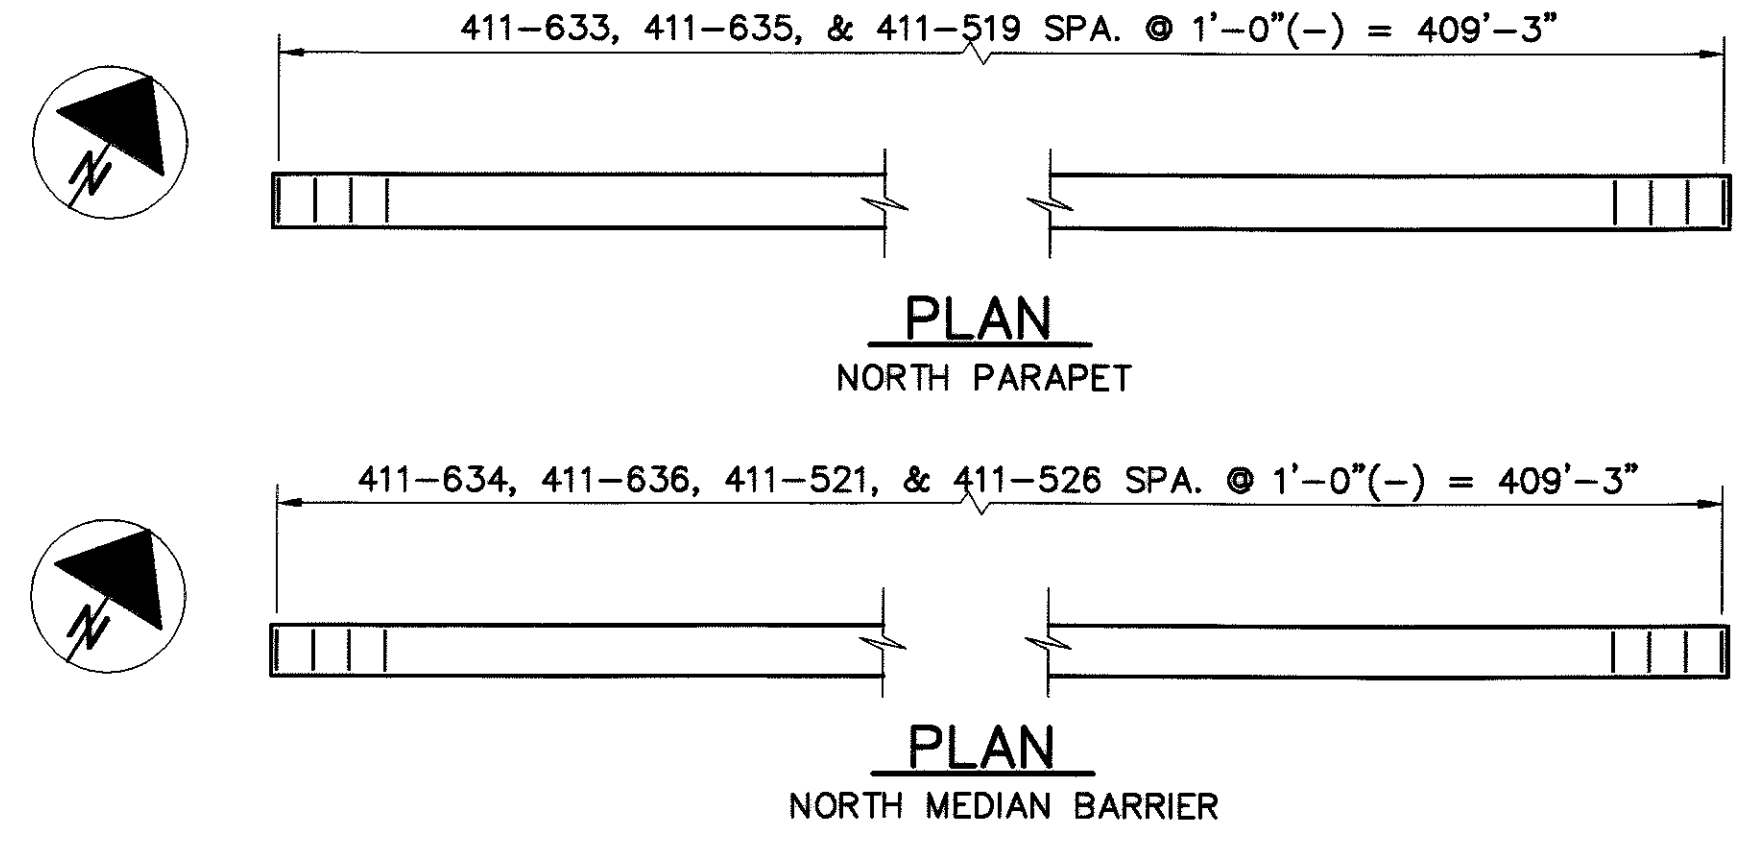 411-633, 411-635, & 411-519 SPA. @ 1'-0"(-) = 409'-3"
N
PLAN
NORTH PARAPET
411-634, 411-636, 411-521, & 411-526 SPA. @ 1'-0"(-) = 409'-3"
N
PLAN
NORTH MEDIAN BARRIER